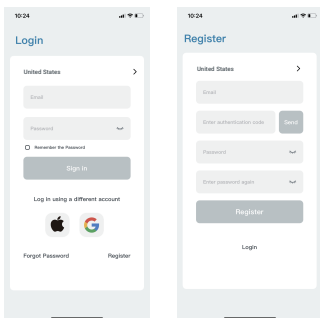 10:24
Login
United States
Email
Password
Remember the Password
Sign in
Log in using a different account
Forgot Password
Register
10:24
Register
United States
Email
Enter authentication code
Send
Password
Enter password again
Register
Login